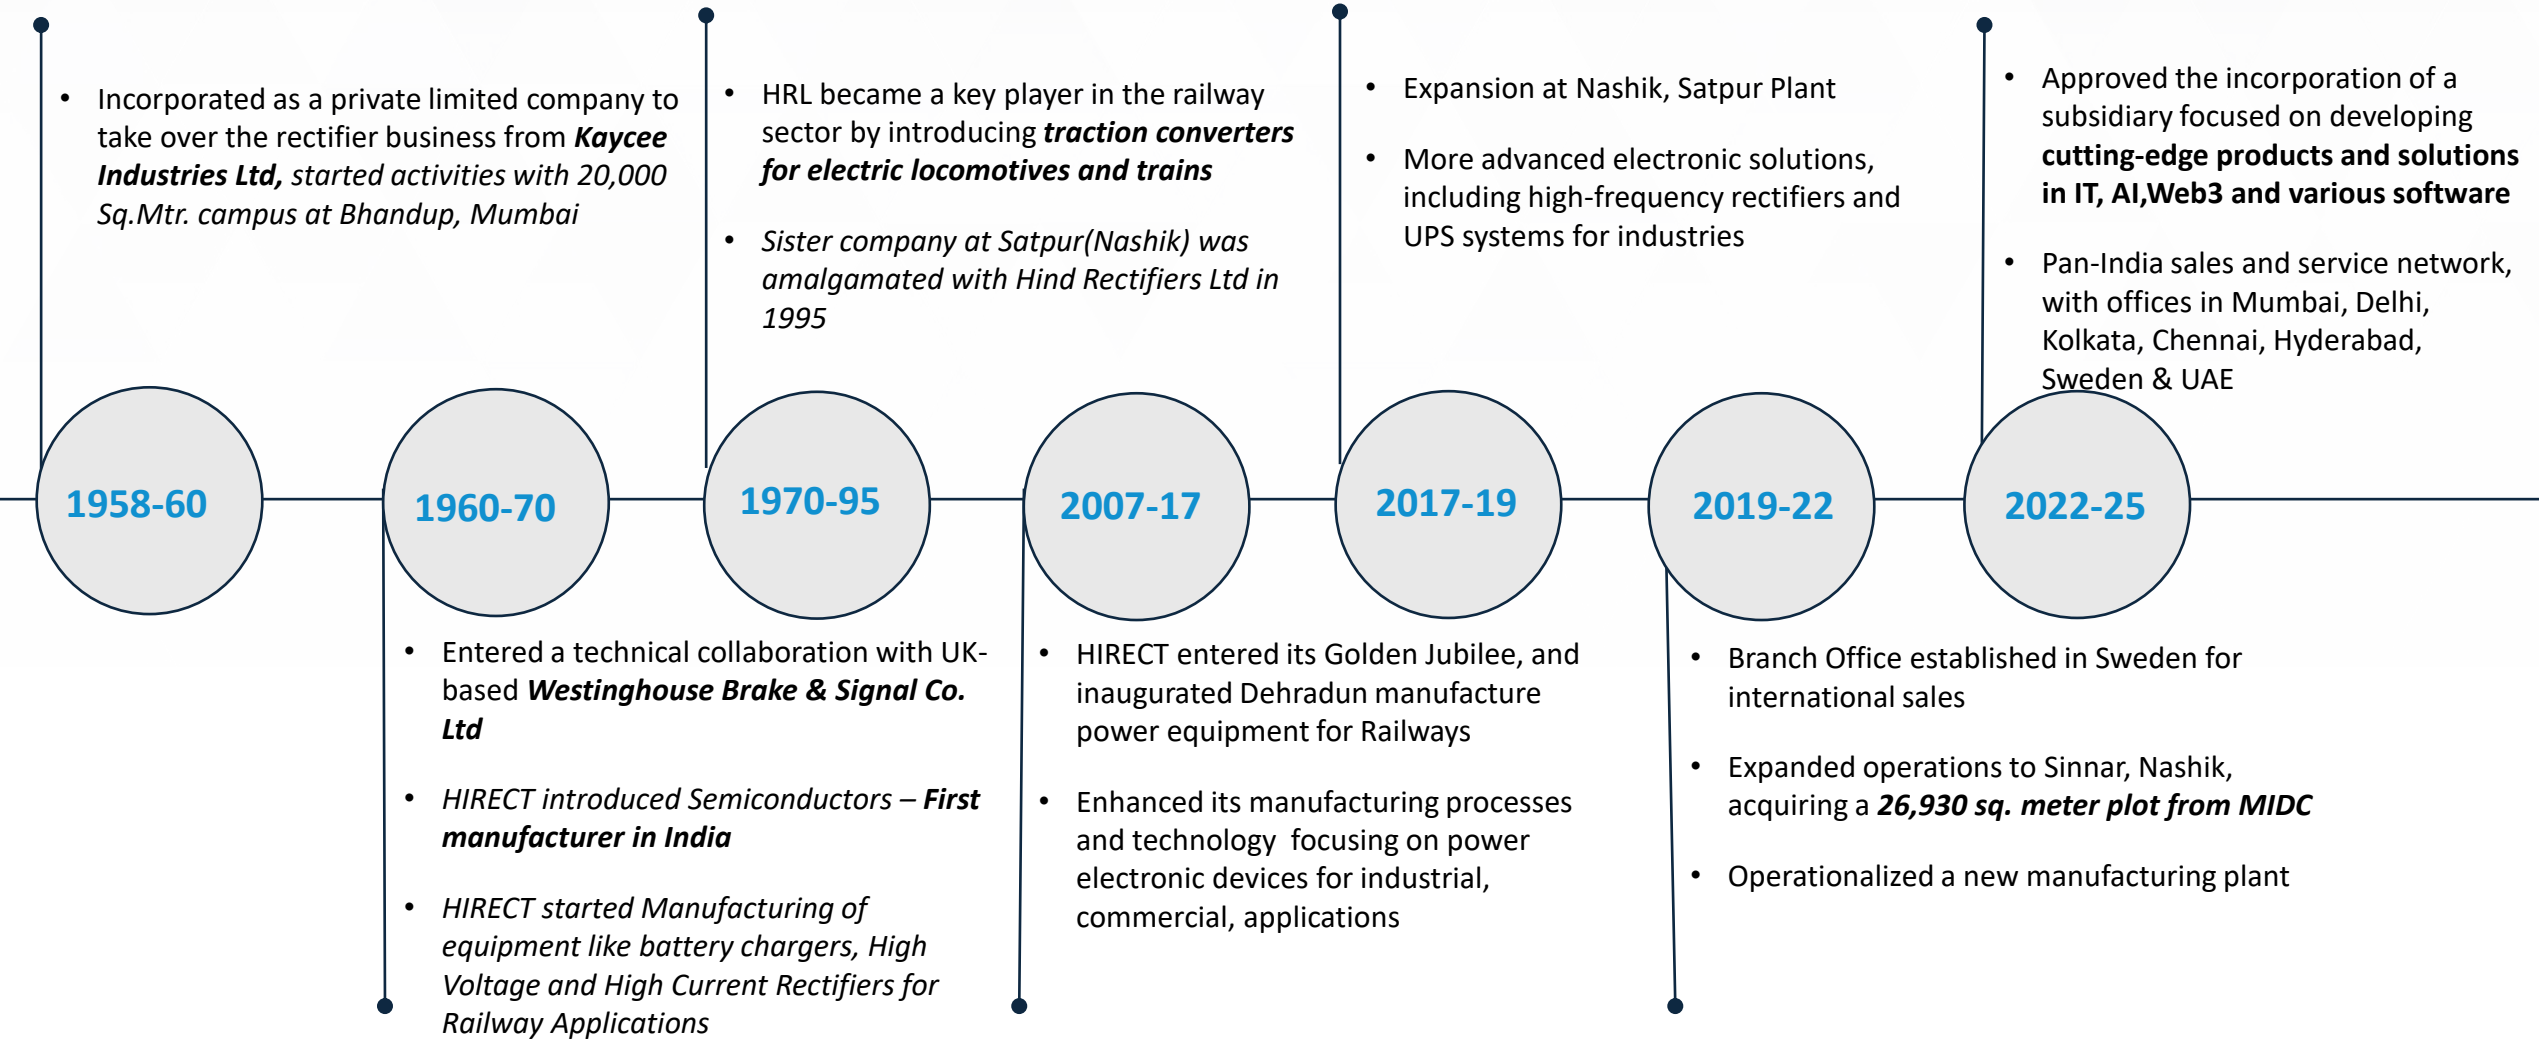 • Incorporated as a private limited company to
take over the rectifier business from Kaycee
Industries Ltd, started activities with 20,000
Sq.Mtr. campus at Bhandup, Mumbai
• HRL became a key player in the railway
sector by introducing traction converters
for electric locomotives and trains
• Sister company at Satpur(Nashik) was
amalgamated with Hind Rectifiers Ltd in
1995
• Expansion at Nashik, Satpur Plant
• More advanced electronic solutions,
including high-frequency rectifiers and
UPS systems for industries
• Approved the incorporation of a
subsidiary focused on developing
cutting-edge products and solutions
in IT, AI,Web3 and various software
• Pan-India sales and service network,
with offices in Mumbai, Delhi,
Kolkata, Chennai, Hyderabad,
Sweden & UAE
1958-60
1960-70
1970-95
2007-17
2017-19
2019-22
2022-25
• Entered a technical collaboration with UK-
based Westinghouse Brake & Signal Co.
Ltd
• HIRECT introduced Semiconductors – First
manufacturer in India
• HIRECT started Manufacturing of
equipment like battery chargers, High
Voltage and High Current Rectifiers for
Railway Applications
• HIRECT entered its Golden Jubilee, and
inaugurated Dehradun manufacture
power equipment for Railways
• Enhanced its manufacturing processes
and technology focusing on power
electronic devices for industrial,
commercial, applications
• Branch Office established in Sweden for
international sales
• Expanded operations to Sinnar, Nashik,
acquiring a 26,930 sq. meter plot from MIDC
• Operationalized a new manufacturing plant